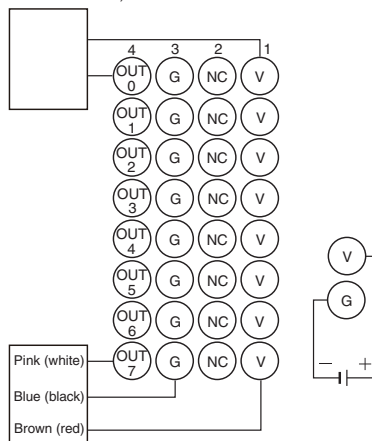 4 3 2 1
OUT 0 G NC V
OUT 1 G NC V
OUT 2 G NC V
OUT 3 G NC V
OUT 4 G NC V
OUT 5 G NC V
OUT 6 G NC V
OUT 7 G NC V
Pink (white)
Blue (black)
Brown (red)
V
G
− +